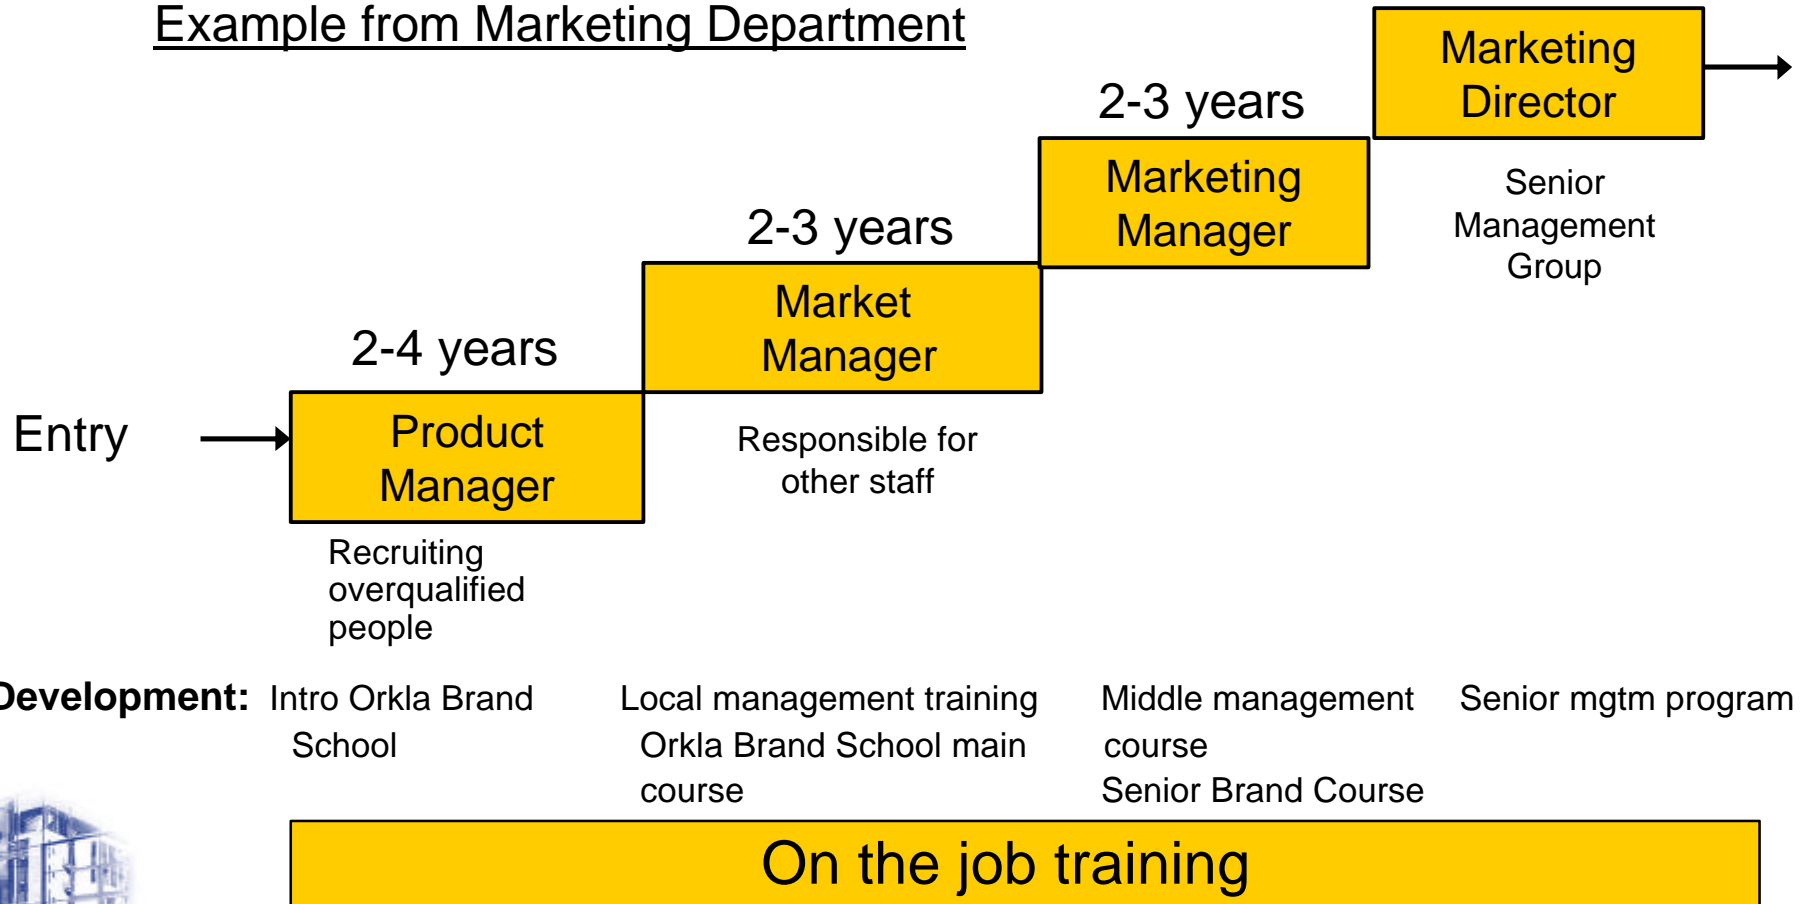 Example from Marketing Department
Marketing
Director
2-3 years
Marketing
Manager
Senior
Management
Group
2-3 years
Market
Manager
2-4 years
Entry
Product
Manager
Responsible for
other staff
Recruiting
overqualified
people
Development: Intro Orkla Brand
School
Local management training
Orkla Brand School main
course
Middle management
course
Senior Brand Course
Senior mgtm program
On the job training